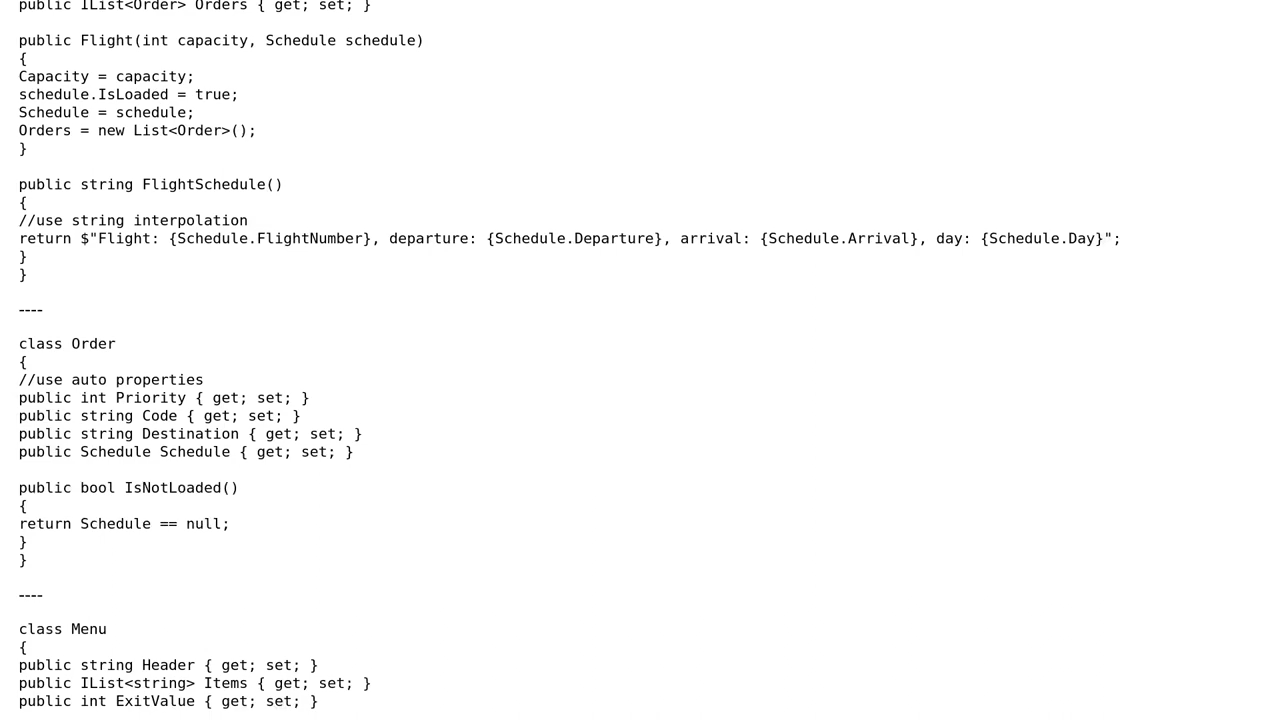 public IList<Order> Orders { get; set; }
public Flight(int capacity, Schedule schedule)
{
Capacity = capacity;
schedule.IsLoaded = true;
Schedule = schedule;
Orders = new List<Order>();
}
public string FlightSchedule()
{
//use string interpolation
return $"Flight: {Schedule.FlightNumber}, departure: {Schedule.Departure}, arrival: {Schedule.Arrival}, day: {Schedule.Day}";
}
}
----
class Order
{
//use auto properties
public int Priority { get; set; }
public string Code { get; set; }
public string Destination { get; set; }
public Schedule Schedule { get; set; }
public bool IsNotLoaded()
{
return Schedule == null;
}
}
----
class Menu
{
public string Header { get; set; }
public IList<string> Items { get; set; }
public int ExitValue { get; set; }